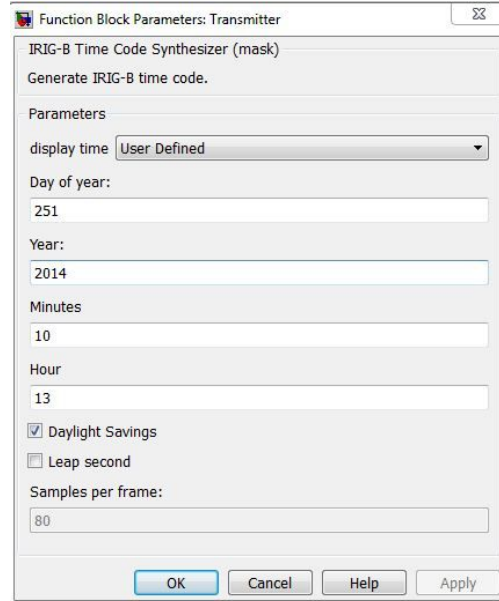 Function Block Parameters: Transmitter
IRIG-B Time Code Synthesizer (mask)
Generate IRIG-B time code.
Parameters
display time User Defined
Day of year:
251
Year:
2014
Minutes
10
Hour
13
Daylight Savings
Leap second
Samples per frame:
80
OK Cancel Help Apply